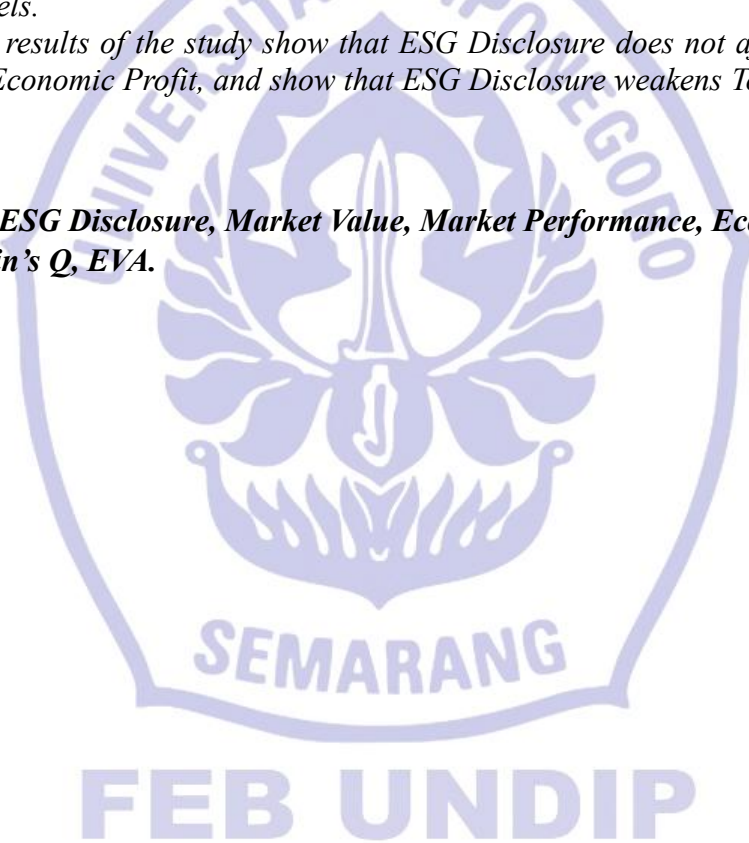 els.
results of the study show that ESG Disclosure does not a
Economic Profit, and show that ESG Disclosure weakens T
ESG Disclosure, Market Value, Market Performance, Ec
in's Q, EVA.
SEMARANG
FEB UNDIP